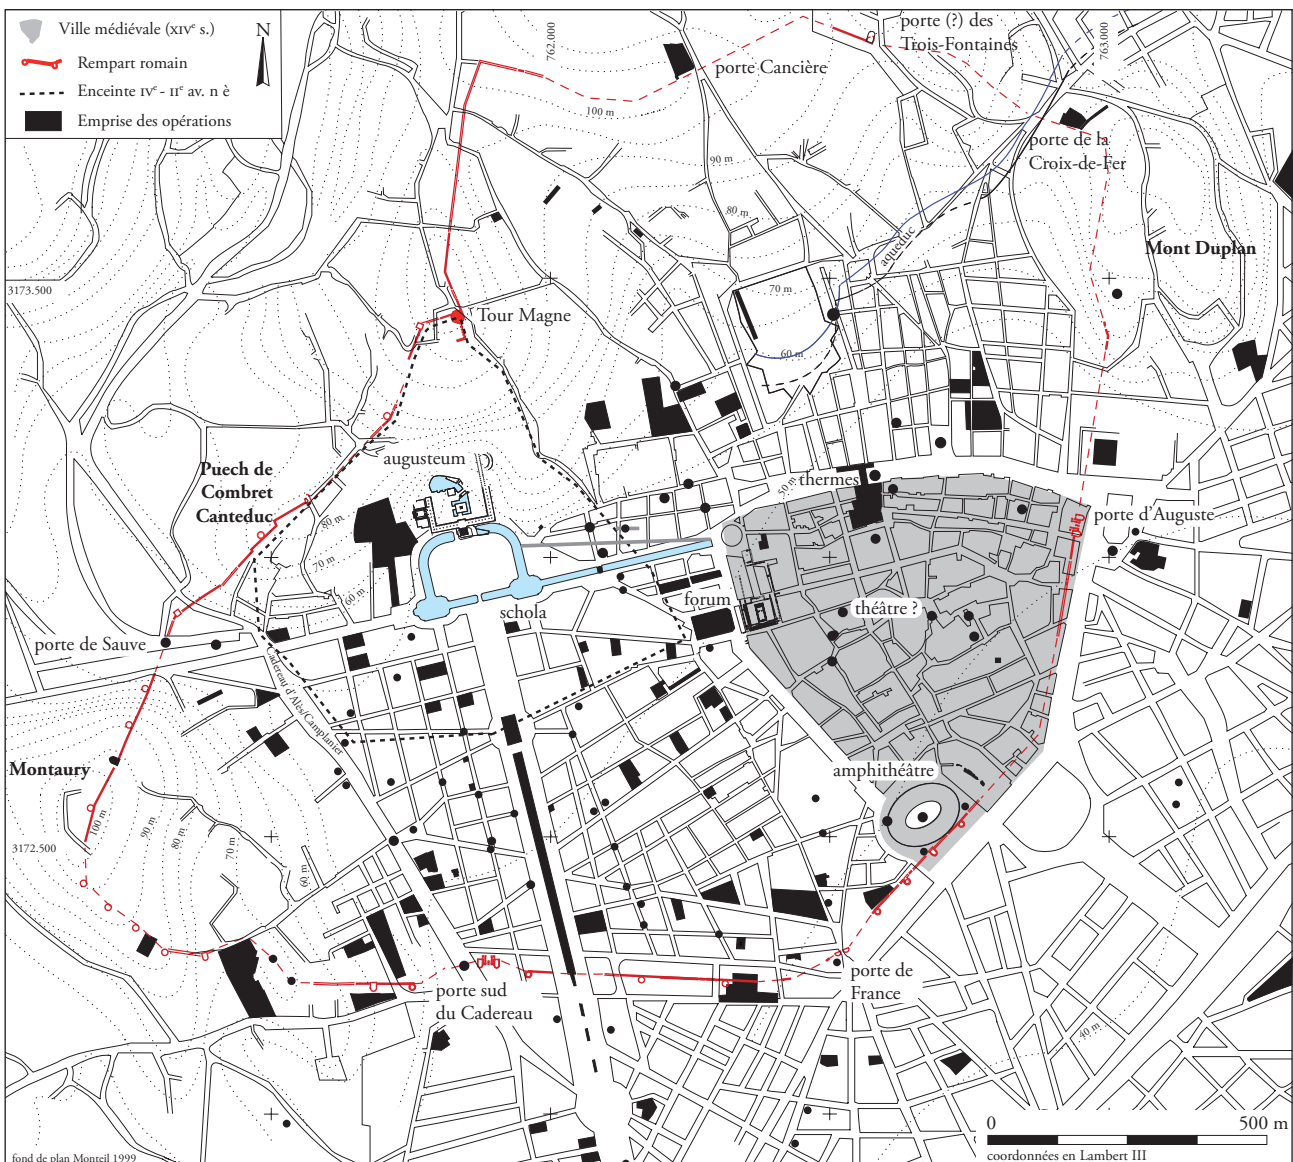 Ville médiévale (XIVe s.)
Rempart romain
Enceinte IVe - IIe av. n è
Emprise des opérations
N
762.000
763.000
porte (?) des
Trois-Fontaines
porte Cancière
100 m
90 m
80 m
porte de la
Croix-de-Fer
aqueduc
Mont Duplan
3173.500
70 m
60 m
Tour Magne
augusteum
Puech de
Combret
Canteduc
80 m
70 m
60 m
50 m
thermes
porte d'Auguste
schola
forum
théâtre ?
porte de Sauve
Cadereau d'Alès/Camplanier
Montaury
amphithéâtre
3172.500
100 m
90 m
80 m
70 m
60 m
porte sud
du Cadereau
porte de
France
40 m
0 500 m
coordonnées en Lambert III
fond de plan Monteil 1999